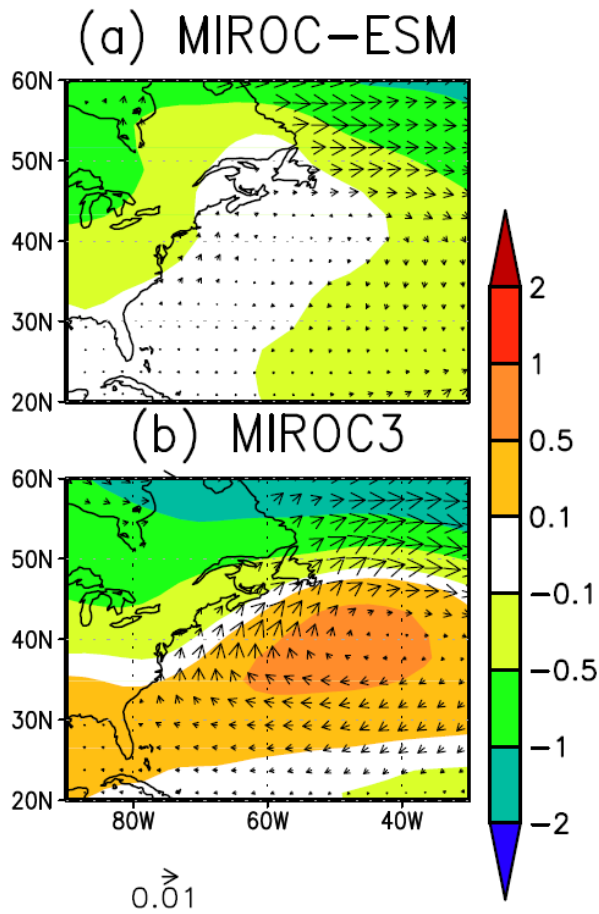 (a) MIROC-ESM
60N
50N
40N
30N
20N
(b) MIROC3
60N
50N
40N
30N
20N
80W 60W 40W
0.01
2
1
0.5
0.1
-0.1
-0.5
-1
-2